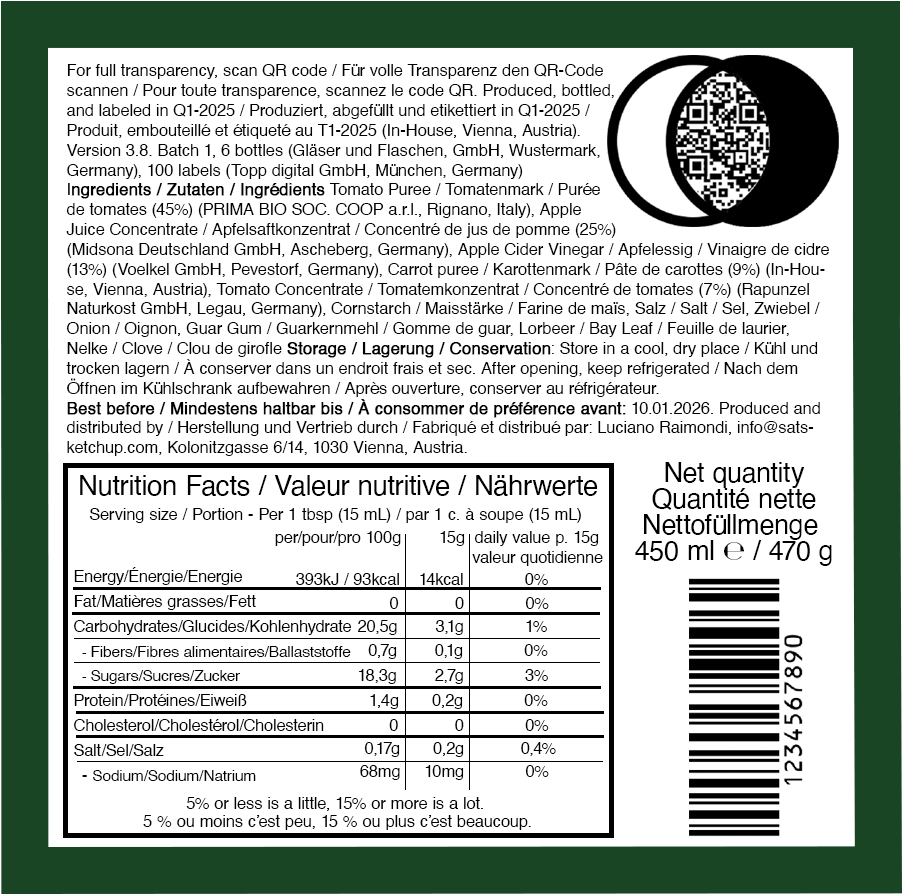 For full transparency, scan QR code / Für volle Transparenz den QR-Code
scannen / Pour toute transparence, scannez le code QR. Produced, bottled,
and labeled in Q1-2025 / Produziert, abgefüllt und etikettiert in Q1-2025 /
Produit, embouteillé et étiqueté au T1-2025 (In-House, Vienna, Austria).
Version 3.8. Batch 1, 6 bottles (Gläser und Flaschen, GmbH, Wustermark,
Germany), 100 labels (Topp digital GmbH, München, Germany)
Ingredients / Zutaten / Ingrédients Tomato Puree / Tomatenmark / Purée
de tomates (45%) (PRIMA BIO SOC. COOP a.r.l., Rignano, Italy), Apple
Juice Concentrate / Apfelsaftkonzentrat / Concentré de jus de pomme (25%)
(Midsona Deutschland GmbH, Ascheberg, Germany), Apple Cider Vinegar / Apfelessig / Vinaigre de cidre
(13%) (Voelkel GmbH, Pevestorf, Germany), Carrot puree / Karottenmark / Pâte de carottes (9%) (In-Hou-
se, Vienna, Austria), Tomato Concentrate / Tomatemkonzentrat / Concentré de tomates (7%) (Rapunzel
Naturkost GmbH, Legau, Germany), Cornstarch / Maisstärke / Farine de maïs, Salz / Salt / Sel, Zwiebel /
Onion / Oignon, Guar Gum / Guarkernmehl / Gomme de guar, Lorbeer / Bay Leaf / Feuille de laurier,
Nelke / Clove / Clou de girofle Storage / Lagerung / Conservation: Store in a cool, dry place / Kühl und
trocken lagern / À conserver dans un endroit frais et sec. After opening, keep refrigerated / Nach dem
Öffnen im Kühlschrank aufbewahren / Après ouverture, conserver au réfrigérateur.
Best before / Mindestens haltbar bis / À consommer de préférence avant: 10.01.2026. Produced and
distributed by / Herstellung und Vertrieb durch / Fabriqué et distribué par: Luciano Raimondi, info@sats-
ketchup.com, Kolonitzgasse 6/14, 1030 Vienna, Austria.
Nutrition Facts / Valeur nutritive / Nährwerte
Serving size / Portion - Per 1 tbsp (15 mL) / par 1 c. à soupe (15 mL)
per/pour/pro 100g 15g daily value p. 15g
valeur quotidienne
Energy/Énergie/Energie 393kJ / 93kcal 14kcal 0%
Fat/Matières grasses/Fett 0 0 0%
Carbohydrates/Glucides/Kohlenhydrate 20,5g 3,1g 1%
- Fibers/Fibres alimentaires/Ballaststoffe 0,7g 0,1g 0%
- Sugars/Sucres/Zucker 18,3g 2,7g 3%
Protein/Protéines/Eiweiß 1,4g 0,2g 0%
Cholesterol/Cholestérol/Cholesterin 0 0 0%
Salt/Sel/Salz 0,17g 0,2g 0,4%
- Sodium/Sodium/Natrium 68mg 10mg 0%
5% or less is a little, 15% or more is a lot.
5 % ou moins c'est peu, 15 % ou plus c'est beaucoup.
Net quantity
Quantité nette
Nettofüllmenge
450 ml ℮ / 470 g
1234567890